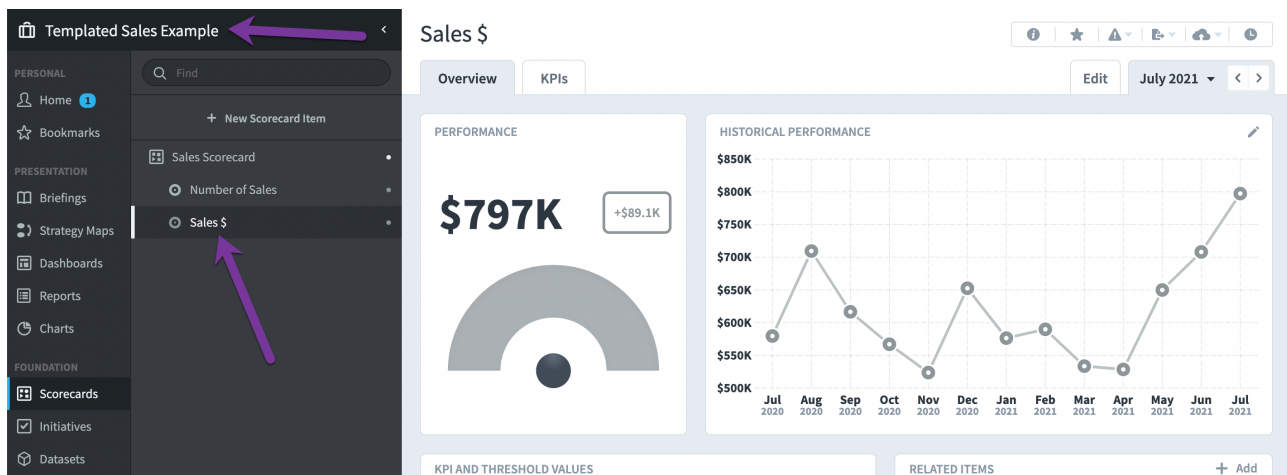 Templated Sales Example
PERSONAL
Home 1
Bookmarks
PRESENTATION
Briefings
Strategy Maps
Dashboards
Reports
Charts
FOUNDATION
Scorecards
Initiatives
Datasets
Find
+ New Scorecard Item
Sales Scorecard
Number of Sales
Sales $
Sales $
Overview
KPIs
Edit
July 2021
PERFORMANCE
$797K
+$89.1K
HISTORICAL PERFORMANCE
$850K
$800K
$750K
$700K
$650K
$600K
$550K
$500K
Jul Aug Sep Oct Nov Dec Jan Feb Mar Apr May Jun Jul
2020 2020 2020 2020 2020 2020 2021 2021 2021 2021 2021 2021 2021
KPI AND THRESHOLD VALUES
RELATED ITEMS
+ Add